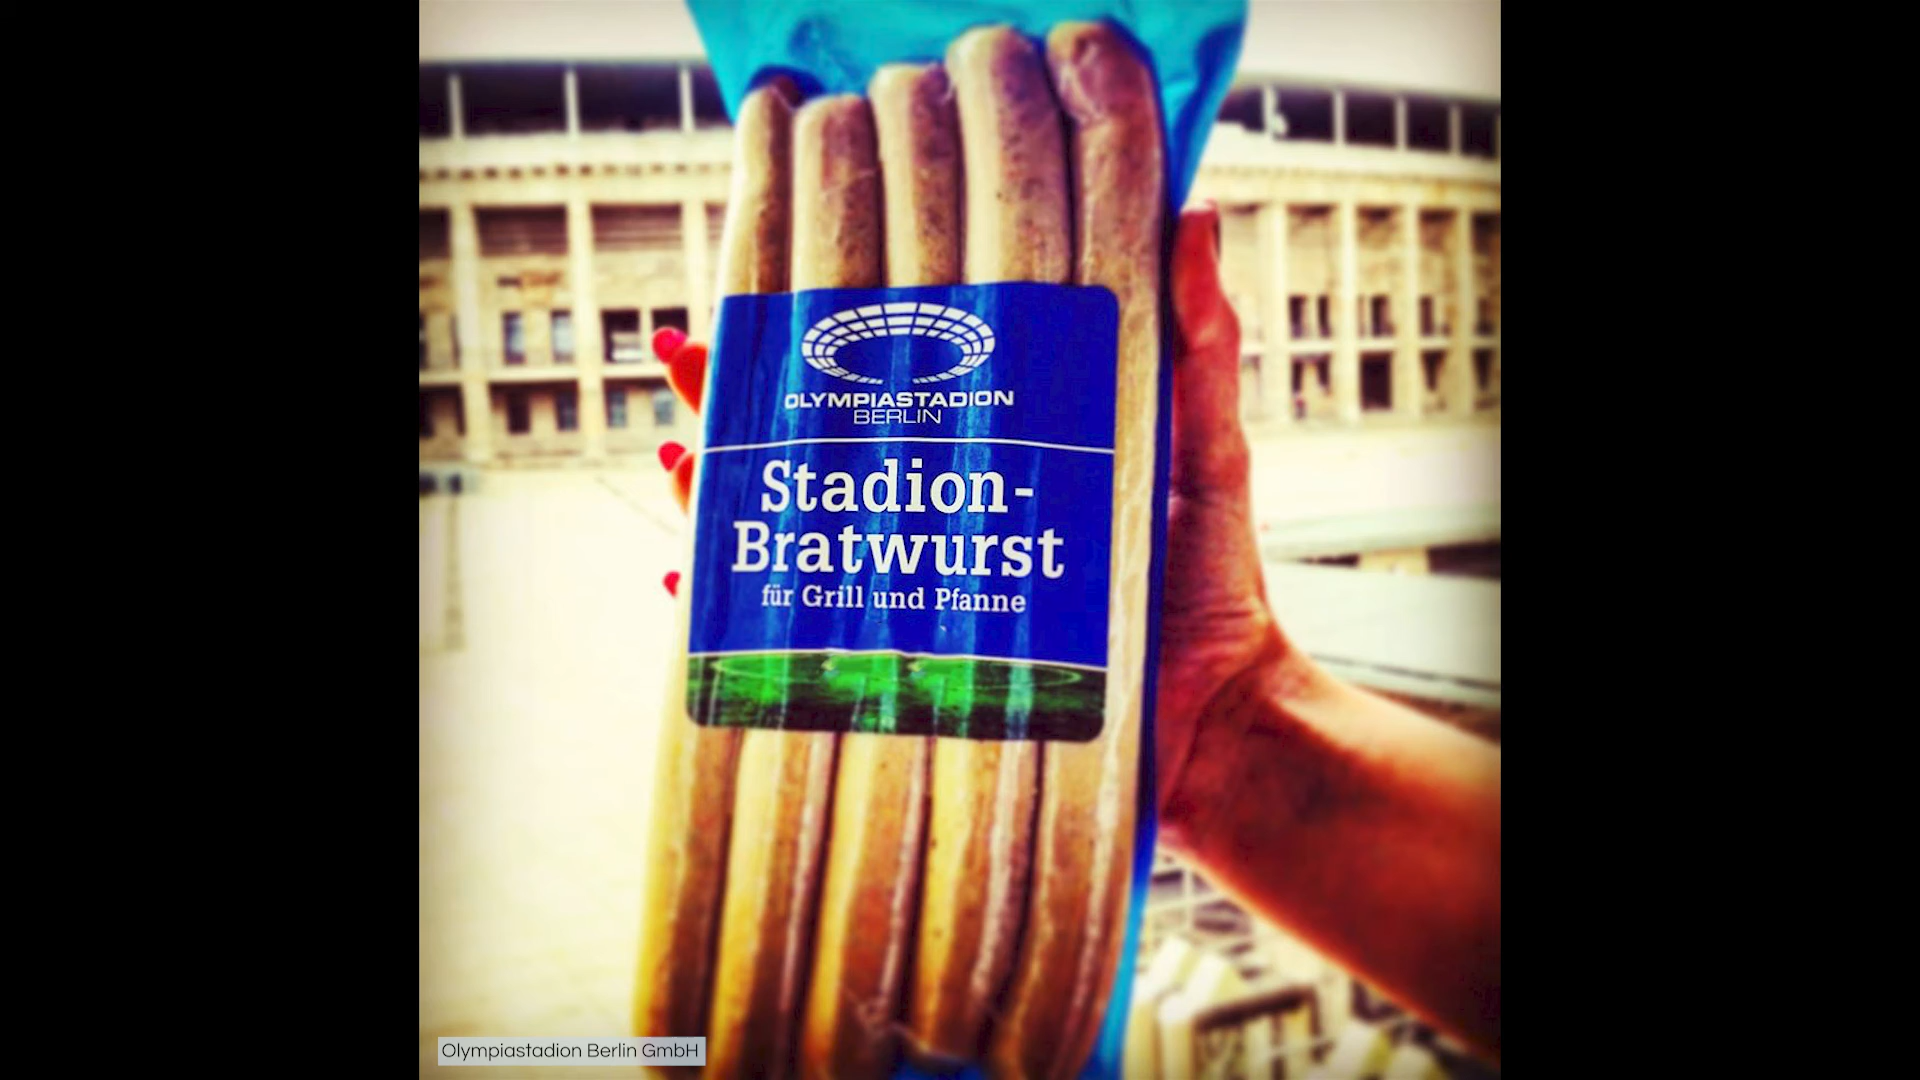 OLYMPIASTADION
BERLIN
Stadion-
Bratwurst
für Grill und Pfanne
Olympiastadion Berlin GmbH